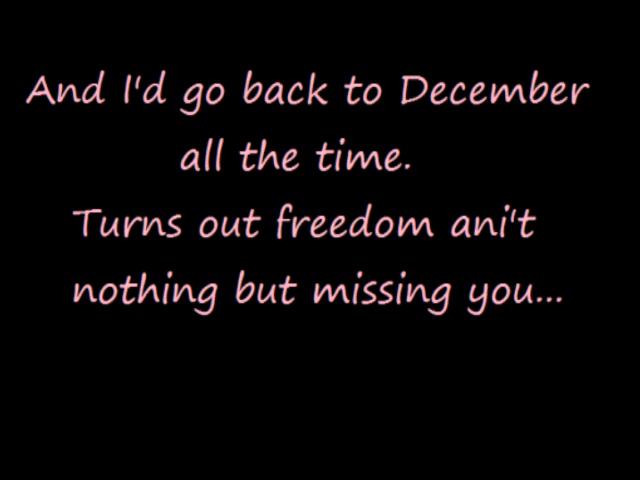 And I'd go back to December
all the time.
Turns out freedom ani't
nothing but missing you...